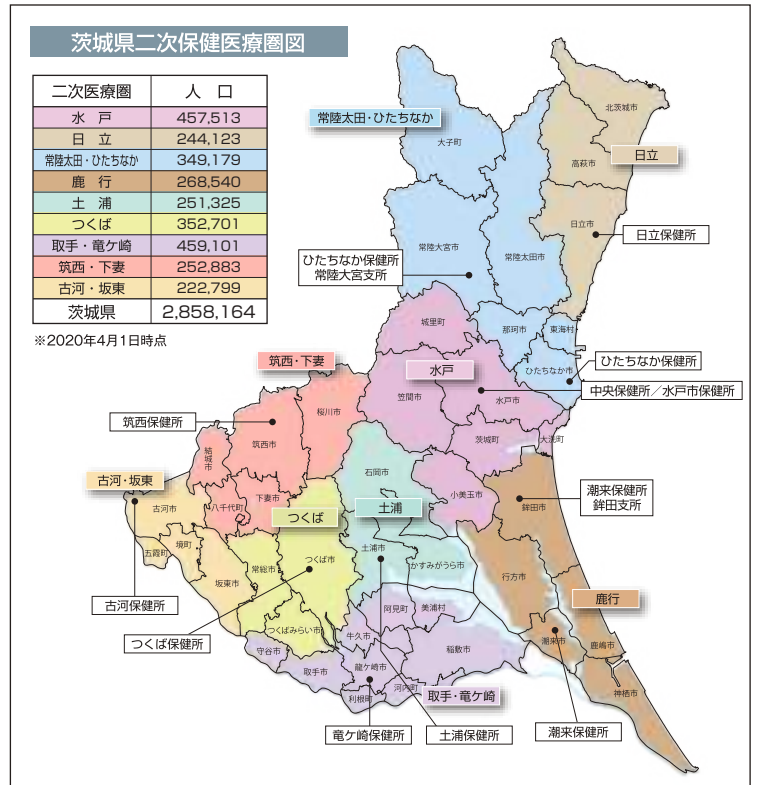 茨城県二次保健医療圏図
二次医療圏 人　口
水　戸 457,513
日　立 244,123
常陸太田・ひたちなか 349,179
鹿　行 268,540
土　浦 251,325
つくば 352,701
取手・竜ケ崎 459,101
筑西・下妻 252,883
古河・坂東 222,799
茨城県 2,858,164
※2020年4月1日時点
常陸太田・ひたちなか
大子町
北茨城市
高萩市
日立
日立市
日立保健所
常陸大宮市
常陸太田市
ひたちなか保健所
常陸大宮支所
城里町
那珂市
東海村
ひたちなか市
ひたちなか保健所
水戸
笠間市
水戸市
中央保健所／水戸市保健所
茨城町
大洗町
小美玉市
筑西・下妻
桜川市
筑西保健所
筑西市
結城市
八千代町
下妻市
古河・坂東
古河市
五霞町
境町
坂東市
古河保健所
つくば
つくば市
常総市
つくばみらい市
つくば保健所
石岡市
土浦
土浦市
かすみがうら市
鉾田市
潮来保健所
鉾田支所
行方市
鹿行
潮来市
鹿嶋市
神栖市
潮来保健所
阿見町
美浦村
牛久市
稲敷市
守谷市
取手市
龍ケ崎市
利根町
河内町
取手・竜ケ崎
竜ケ崎保健所
土浦保健所